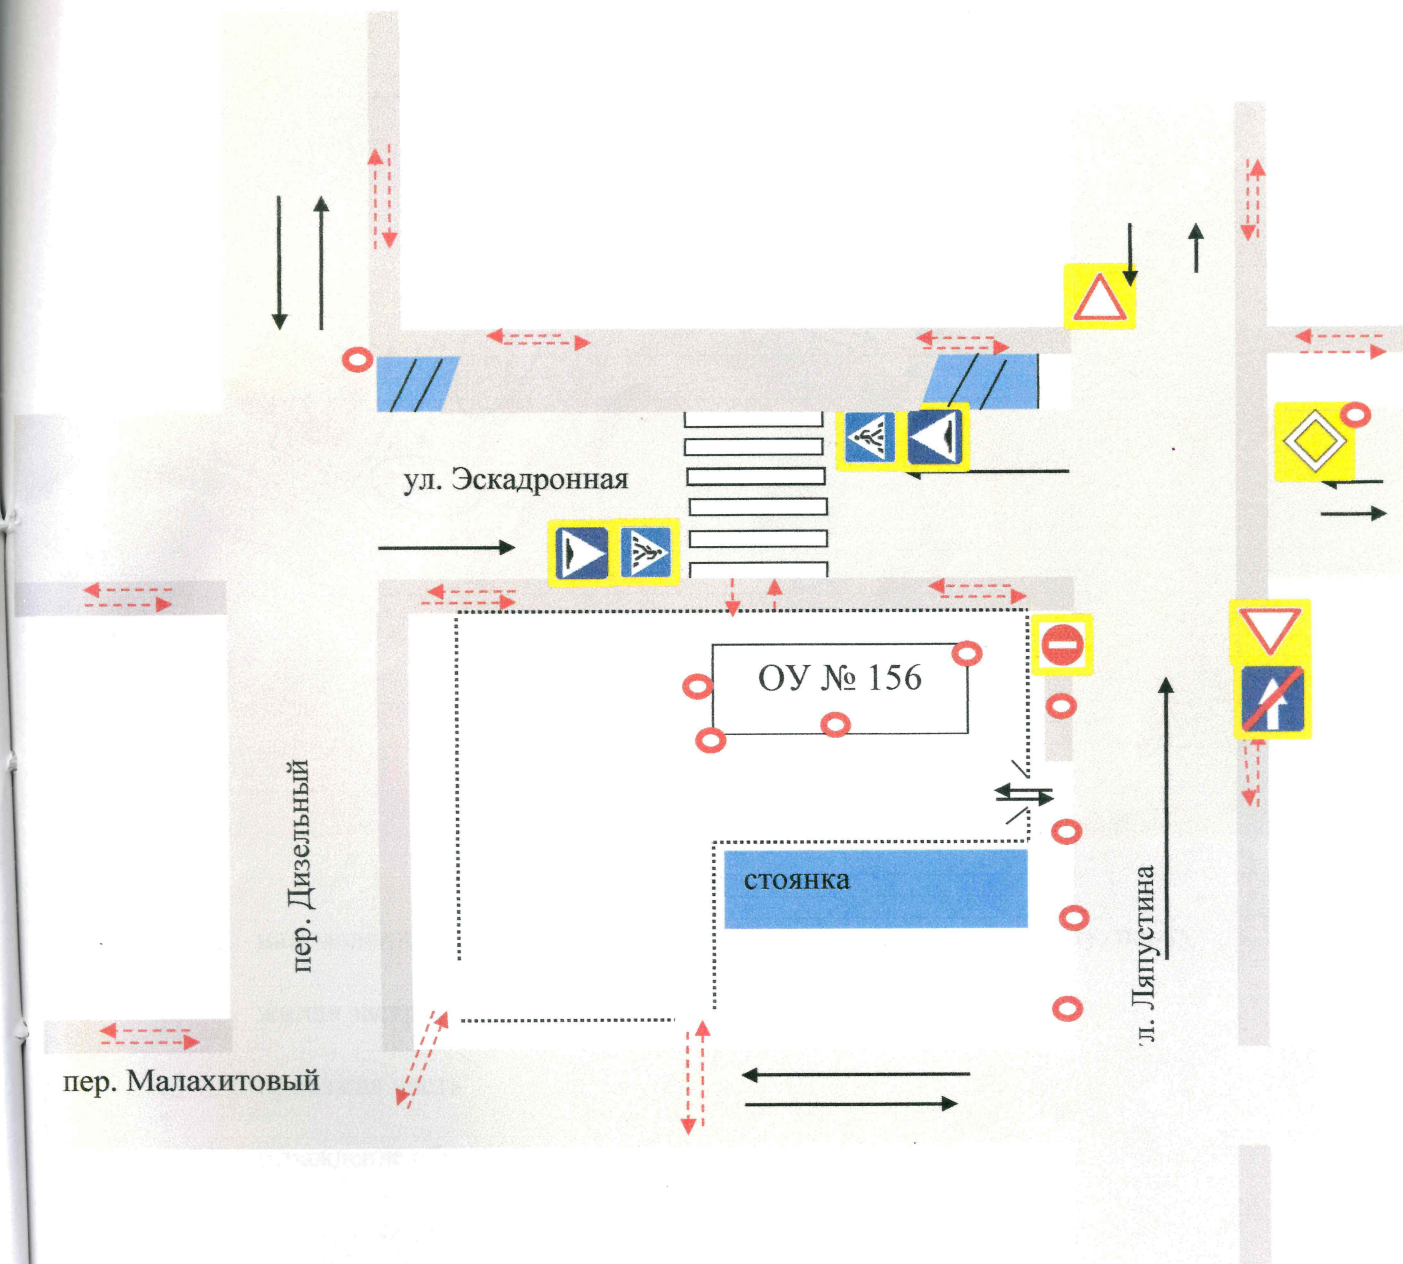 ул. Эскадронная
ОУ № 156
пер. Дизельный
стоянка
л. Ляпустина
пер. Малахитовый